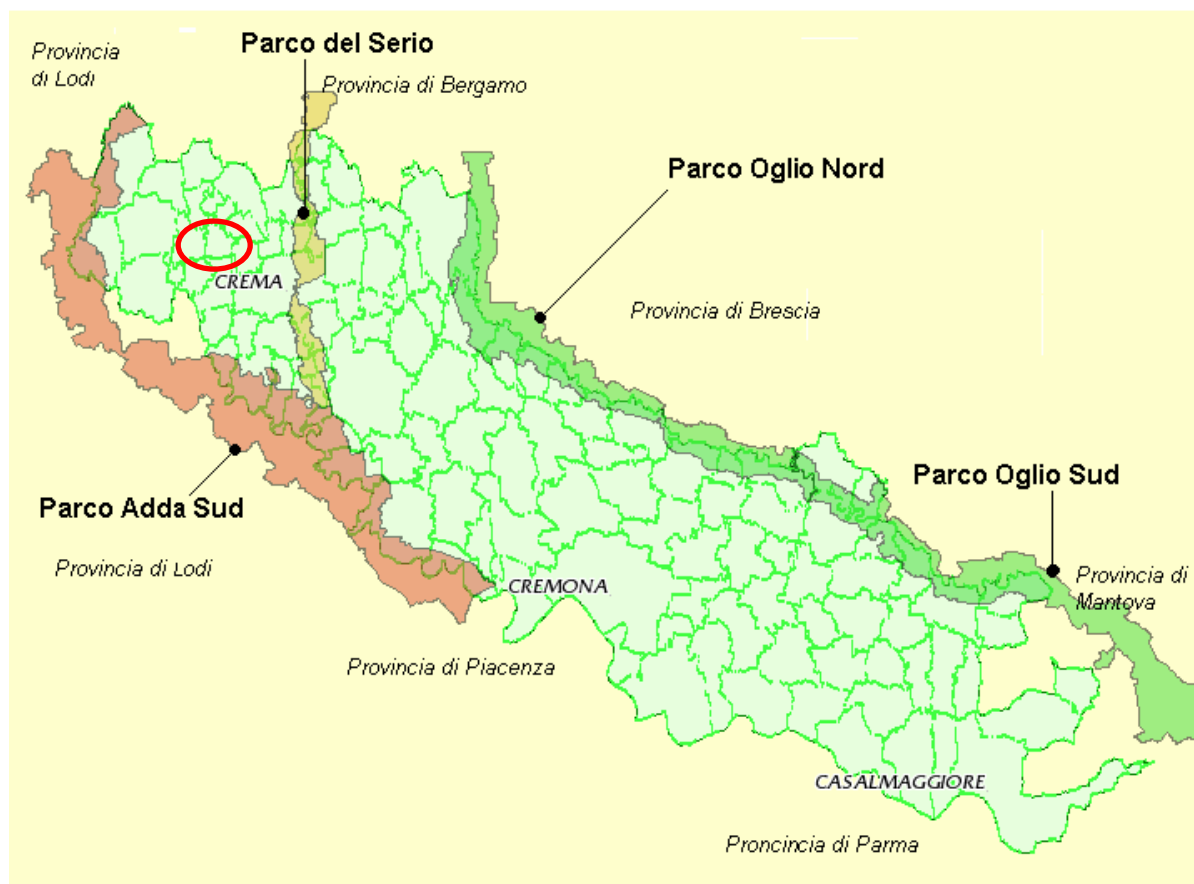 Provincia
di Lodi
Parco del Serio
Provincia di Bergamo
Parco Oglio Nord
CREMA
Provincia di Brescia
Parco Oglio Sud
Parco Adda Sud
Provincia di Lodi
CREMONA
Provincia di
Mantova
Provincia di Piacenza
CASALMAGGIORE
Proncincia di Parma